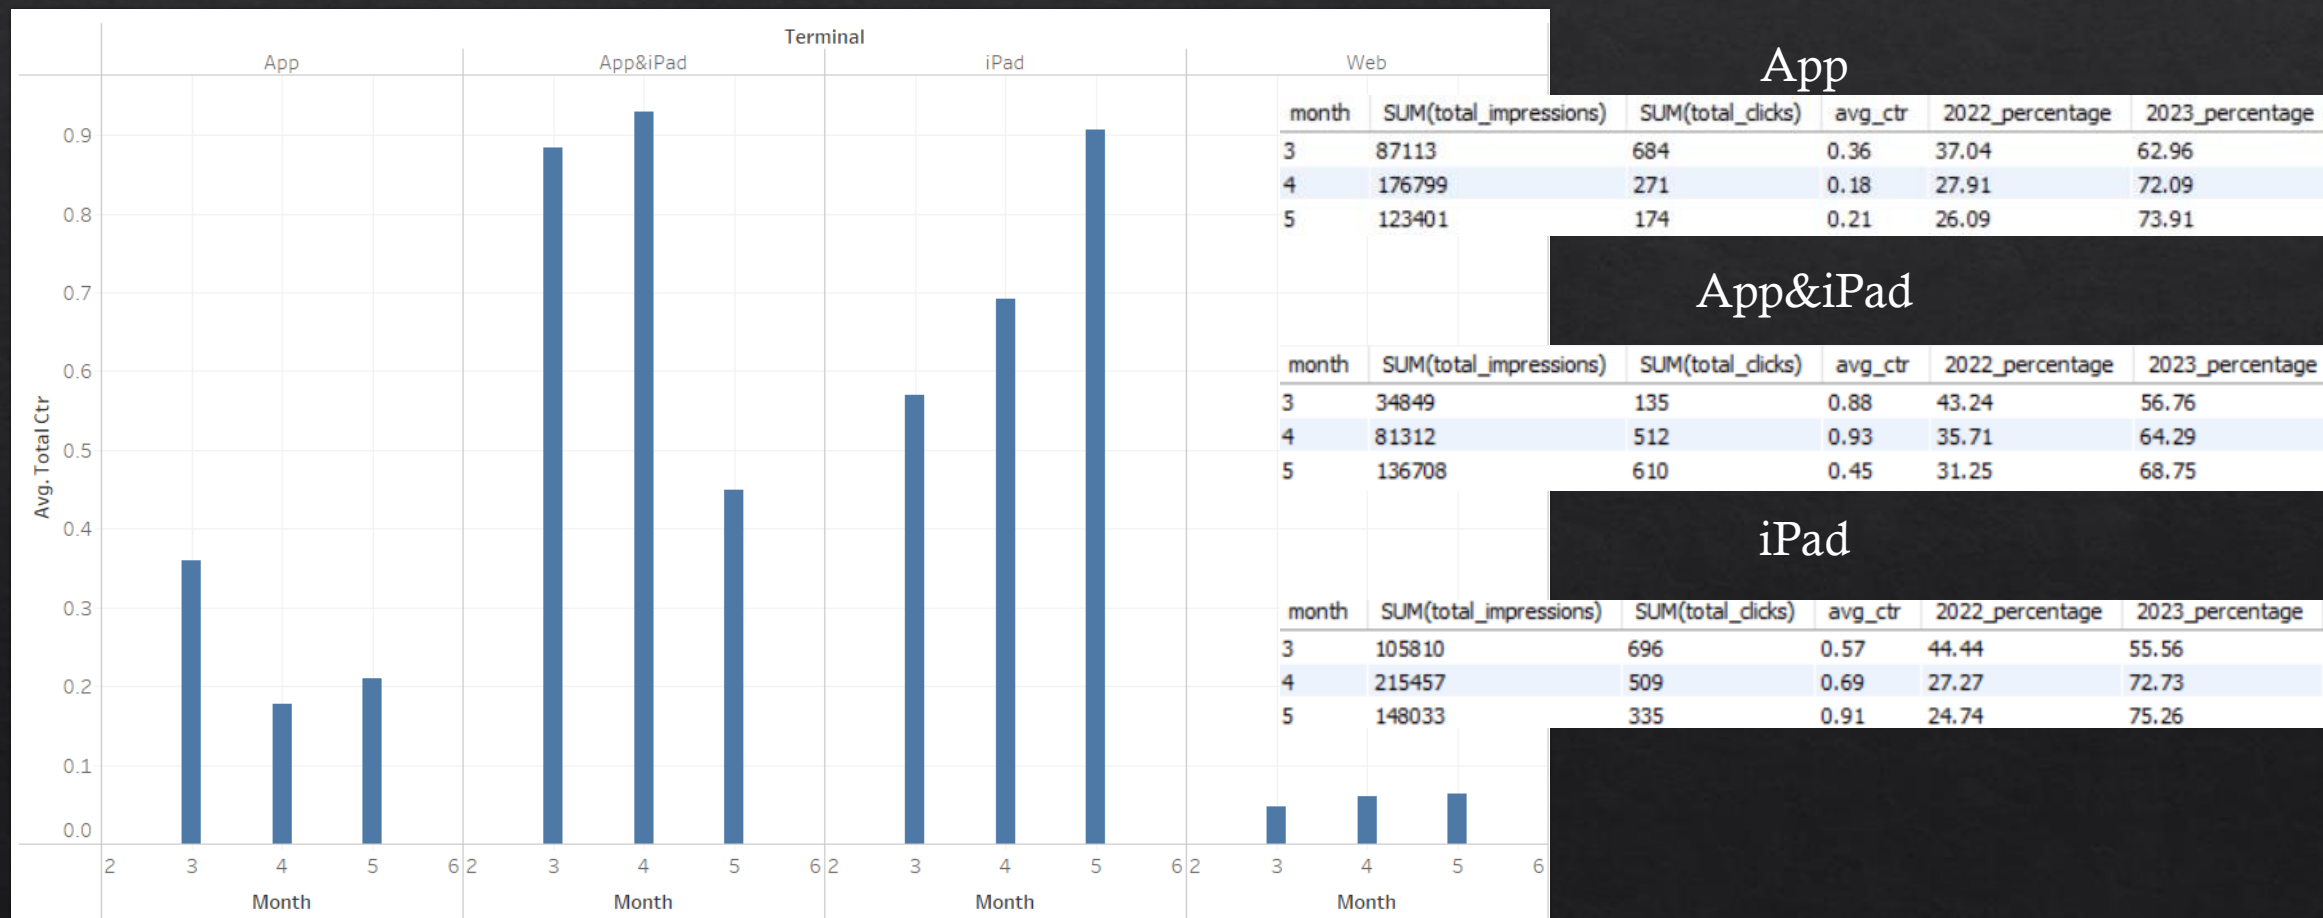 Terminal
App App&iPad iPad Web
Avg. Total Ctr
0.9
0.8
0.7
0.6
0.5
0.4
0.3
0.2
0.1
0.0
2 3 4 5 6 2 3 4 5 6 2 3 4 5 6 2 3 4 5 6
Month Month Month Month
App
month SUM(total_impressions) SUM(total_clicks) avg_ctr 2022_percentage 2023_percentage
3 87113 684 0.36 37.04 62.96
4 176799 271 0.18 27.91 72.09
5 123401 174 0.21 26.09 73.91
App&iPad
month SUM(total_impressions) SUM(total_clicks) avg_ctr 2022_percentage 2023_percentage
3 34849 135 0.88 43.24 56.76
4 81312 512 0.93 35.71 64.29
5 136708 610 0.45 31.25 68.75
iPad
month SUM(total_impressions) SUM(total_clicks) avg_ctr 2022_percentage 2023_percentage
3 105810 696 0.57 44.44 55.56
4 215457 509 0.69 27.27 72.73
5 148033 335 0.91 24.74 75.26